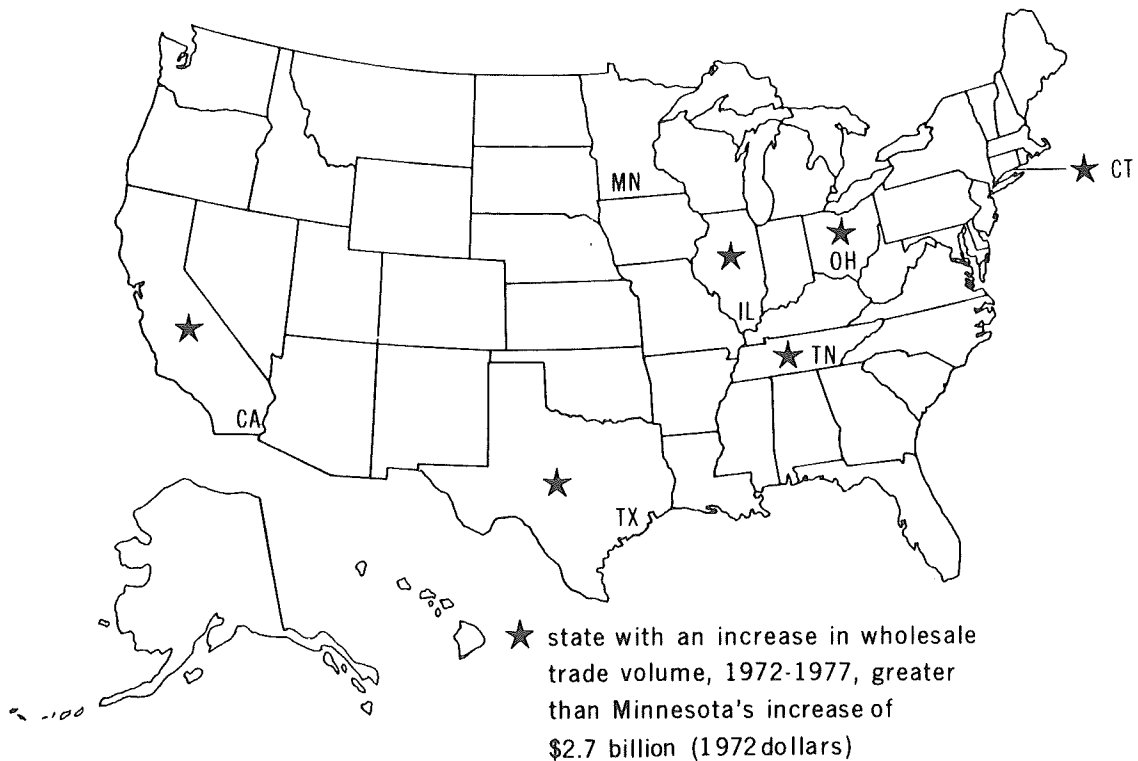 MN
CT
OH
IL
TN
CA
TX
★ state with an increase in wholesale
trade volume, 1972-1977, greater
than Minnesota's increase of
$2.7 billion (1972 dollars)